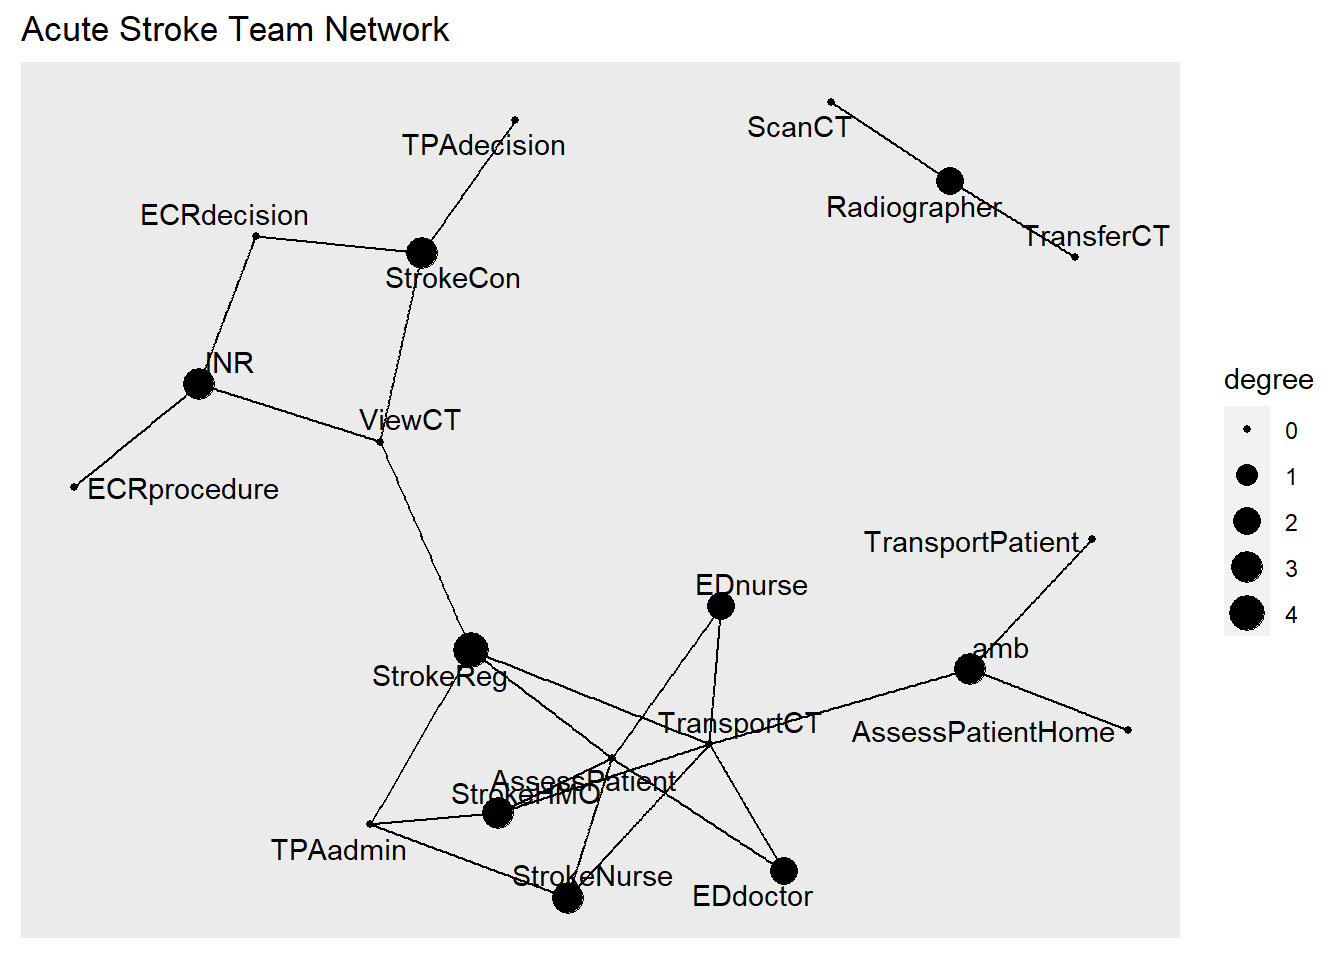 Acute Stroke Team Network
ScanCT
TPAdecision
Radiographer
ECRdecision
TransferCT
StrokeCon
INR
degree
ViewCT
0
1
ECRprocedure
2
TransportPatient
3
EDnurse
4
amb
StrokeReg
TransportCT
AssessPatientHome
AssessPatient
StrokeHMO
TPAadmin
StrokeNurse
EDdoctor